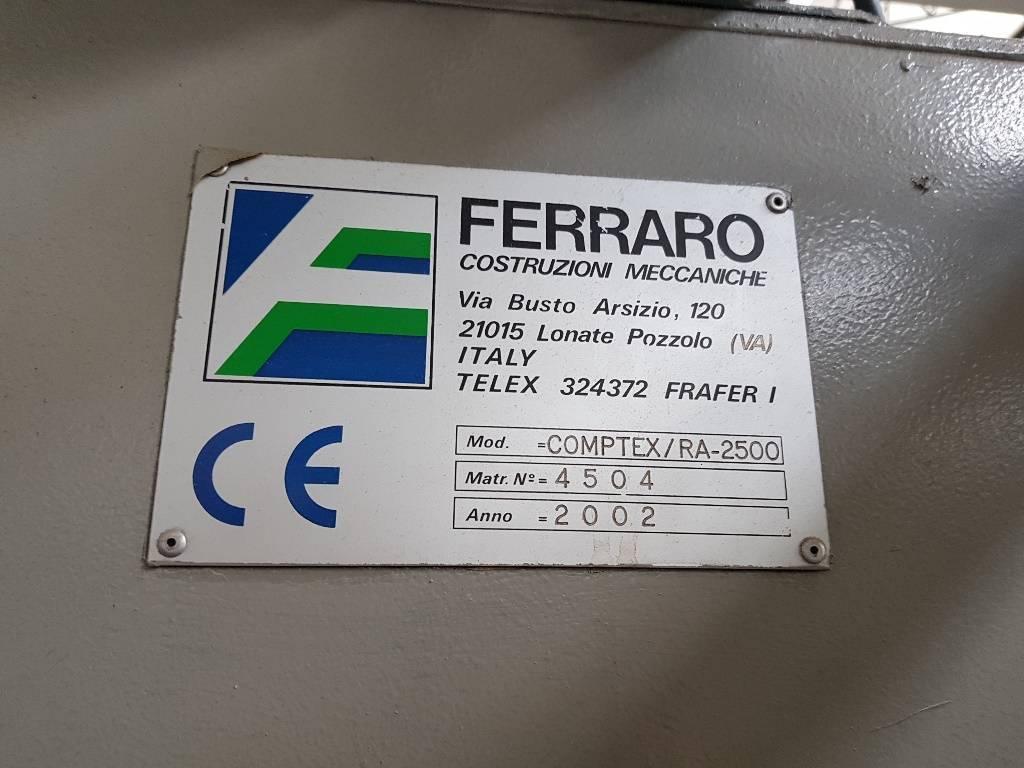 FERRARO
COSTRUZIONI MECCANICHE
Via Busto Arsizio, 120
21015 Lonate Pozzolo (VA)
ITALY
TELEX 324372 FRAFER I
CE
Mod. =COMPTEX/RA-2500
Matr. Nº= 4504
Anno = 2002